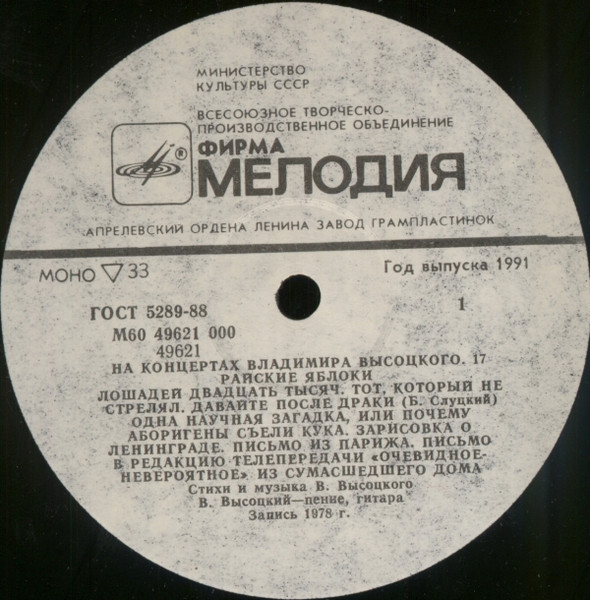 МИНИСТЕРСТВО
КУЛЬТУРЫ СССР
ВСЕСОЮЗНОЕ ТВОРЧЕСКО-
ПРОИЗВОДСТВЕННОЕ ОБЪЕДИНЕНИЕ
® ФИРМА
МЕЛОДИЯ
АПРЕЛЕВСКИЙ ОРДЕНА ЛЕНИНА ЗАВОД ГРАМПЛАСТИНОК
МОНО ▽ 33 Год выпуска 1991
ГОСТ 5289-88 1
М60 49621 000
49621
НА КОНЦЕРТАХ ВЛАДИМИРА ВЫСОЦКОГО. 17
РАЙСКИЕ ЯБЛОКИ
ЛОШАДЕЙ ДВАДЦАТЬ ТЫСЯЧ. ТОТ, КОТОРЫЙ НЕ
СТРЕЛЯЛ. ДАВАЙТЕ ПОСЛЕ ДРАКИ (Б. Слуцкий)
ОДНА НАУЧНАЯ ЗАГАДКА, ИЛИ ПОЧЕМУ
АБОРИГЕНЫ СЪЕЛИ КУКА. ЗАРИСОВКА О
ЛЕНИНГРАДЕ. ПИСЬМО ИЗ ПАРИЖА. ПИСЬМО
В РЕДАКЦИЮ ТЕЛЕПЕРЕДАЧИ «ОЧЕВИДНОЕ-
НЕВЕРОЯТНОЕ» ИЗ СУМАСШЕДШЕГО ДОМА
Стихи и музыка В. Высоцкого
В. Высоцкий—пение, гитара
Запись 1978 г.